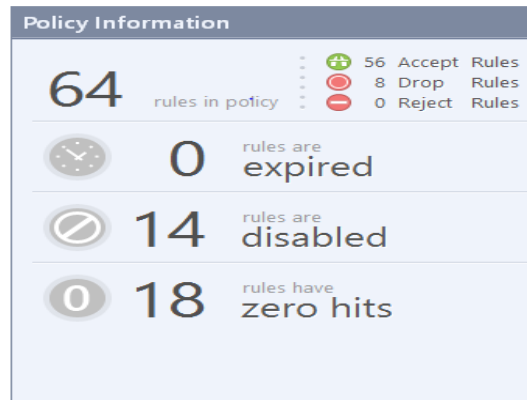 Policy Information
64 rules in policy
56 Accept Rules
8 Drop Rules
0 Reject Rules
0 rules are expired
14 rules are disabled
0 18 rules have zero hits